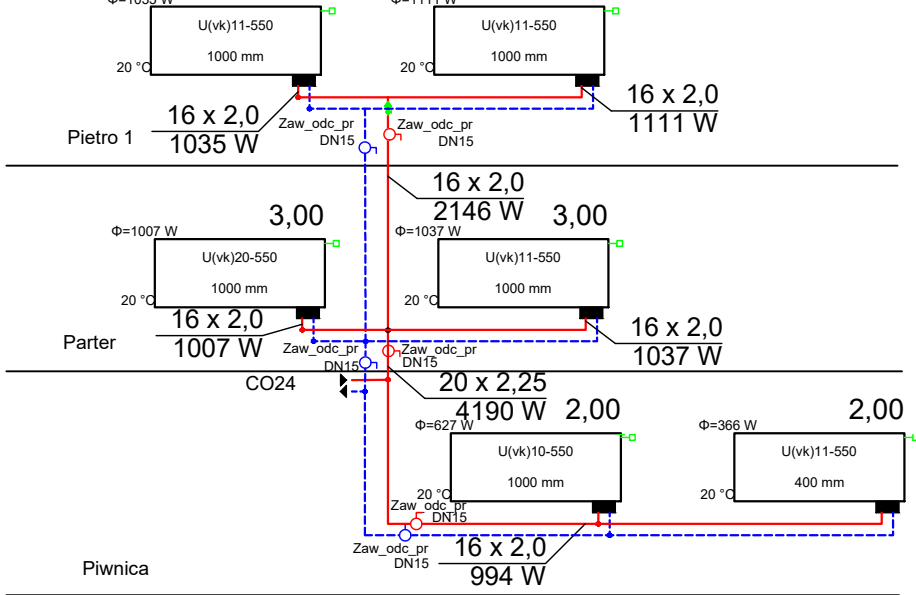 Φ=1035 W
Φ=1111 W
U(vk)11-550
1000 mm
20 °C
U(vk)11-550
1000 mm
20 °C
16 x 2,0
1035 W
16 x 2,0
1111 W
Zaw_odc_pr
DN15
Zaw_odc_pr
DN15
Pietro 1
16 x 2,0
2146 W
3,00
3,00
Φ=1007 W
Φ=1037 W
U(vk)20-550
1000 mm
20 °C
U(vk)11-550
1000 mm
20 °C
16 x 2,0
1007 W
16 x 2,0
1037 W
Parter
Zaw_odc_pr
DN15
Zaw_odc_pr
DN15
CO24
20 x 2,25
4190 W
2,00
2,00
Φ=627 W
Φ=366 W
U(vk)10-550
1000 mm
20 °C
U(vk)11-550
400 mm
20 °C
Zaw_odc_pr
DN15
Zaw_odc_pr
DN15
16 x 2,0
994 W
Piwnica